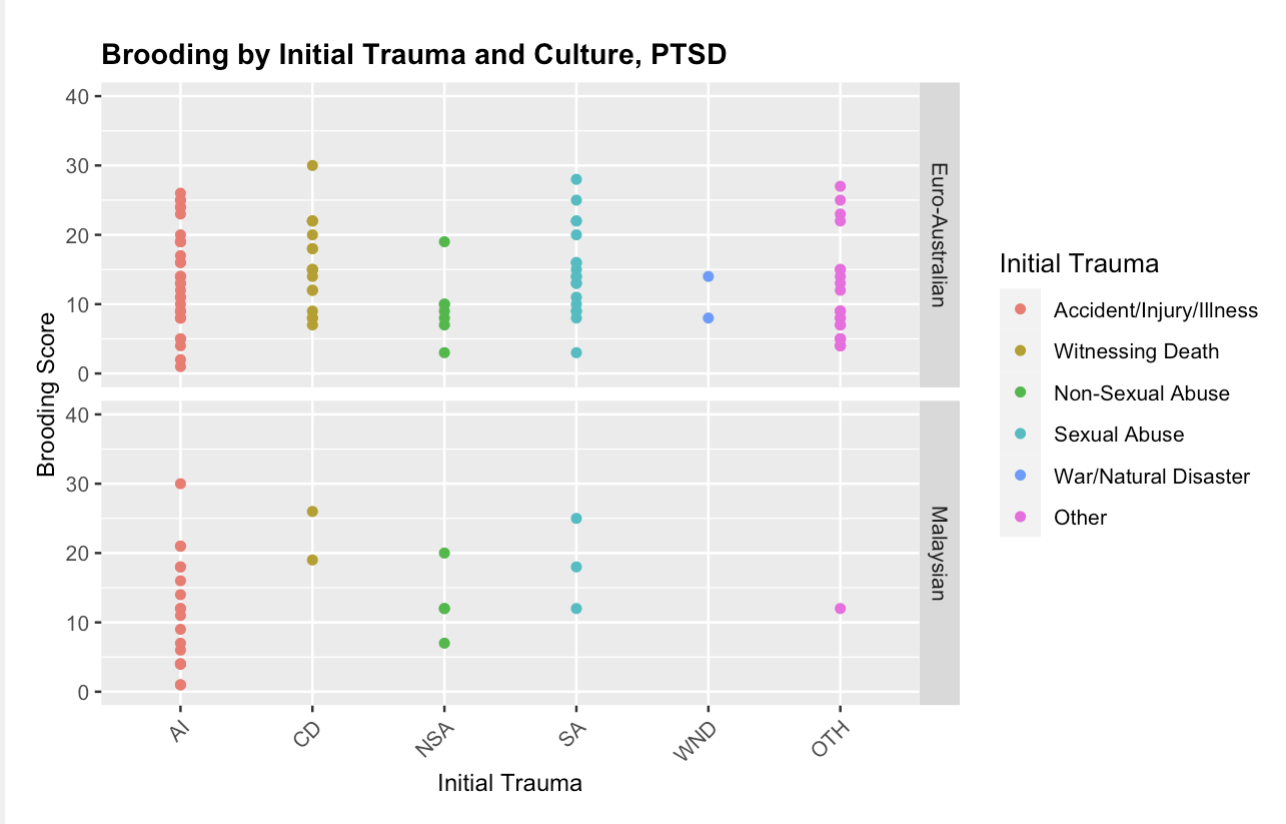 Brooding by Initial Trauma and Culture, PTSD
Brooding Score
40
30
20
10
0
Euro-Australian
40
30
20
10
0
Malaysian
AI
CD
NSA
SA
WND
OTH
Initial Trauma
Initial Trauma
Accident/Injury/Illness
Witnessing Death
Non-Sexual Abuse
Sexual Abuse
War/Natural Disaster
Other